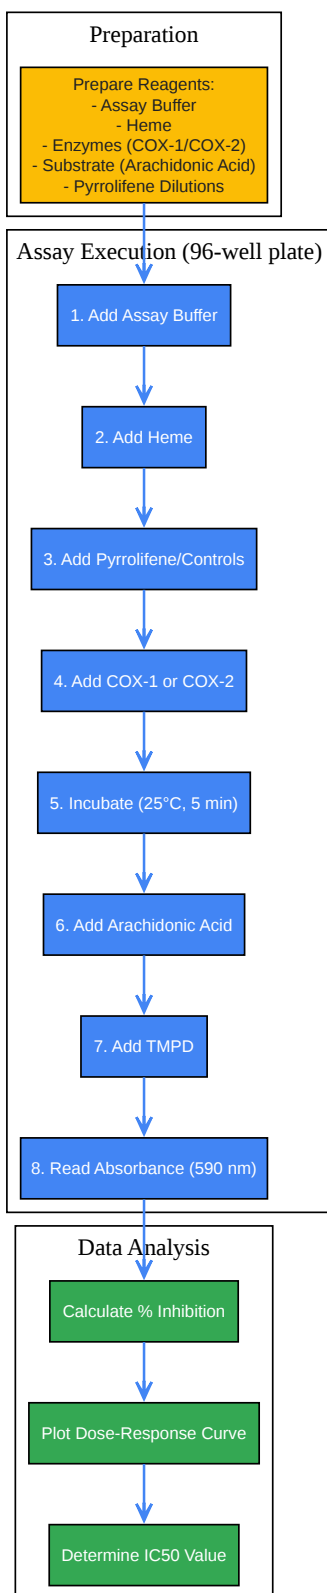 Preparation
Prepare Reagents:
- Assay Buffer
- Heme
- Enzymes (COX-1/COX-2)
- Substrate (Arachidonic Acid)
- Pyrrolifene Dilutions
Assay Execution (96-well plate)
1. Add Assay Buffer
2. Add Heme
3. Add Pyrrolifene/Controls
4. Add COX-1 or COX-2
5. Incubate (25°C, 5 min)
6. Add Arachidonic Acid
7. Add TMPD
8. Read Absorbance (590 nm)
Data Analysis
Calculate % Inhibition
Plot Dose-Response Curve
Determine IC50 Value